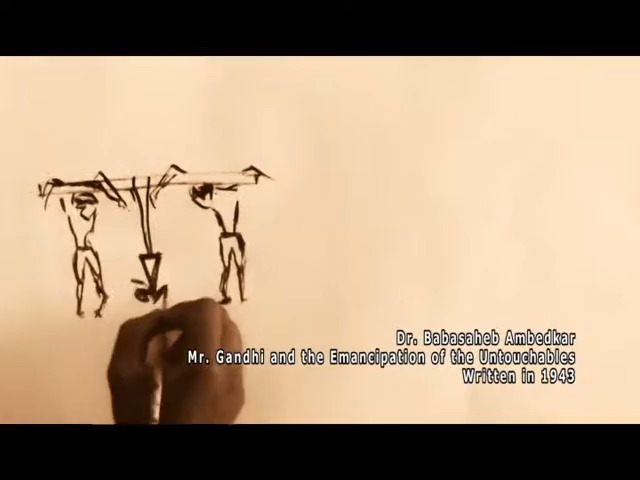 Dr. Babasaheb Ambedkar
Mr. Gandhi and the Emancipation of the Untouchables
Written in 1943